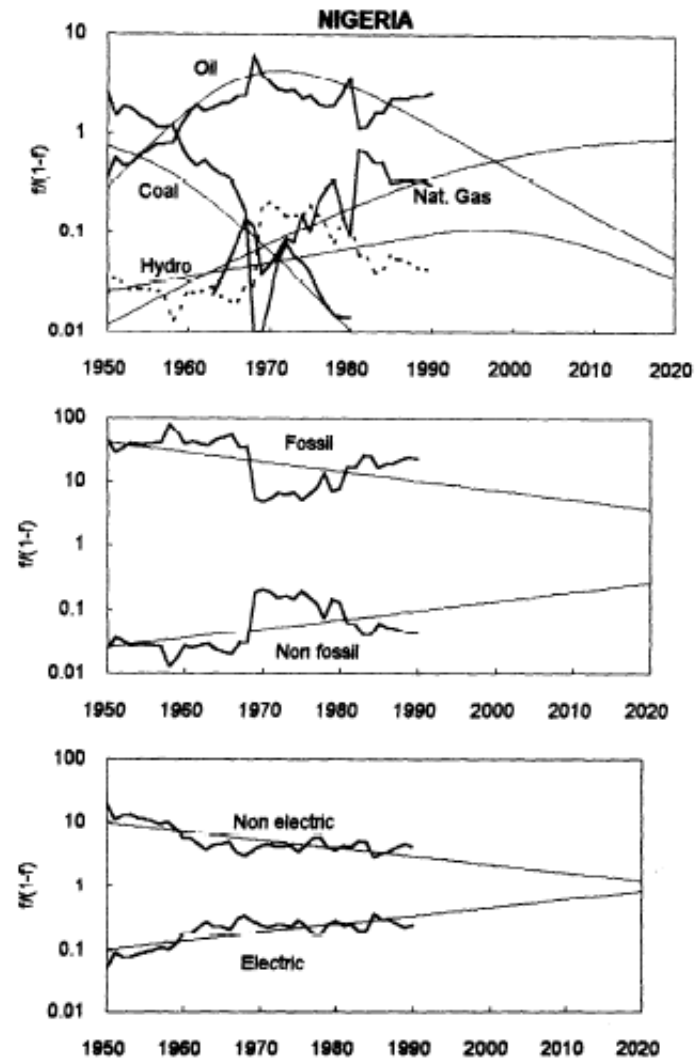 NIGERIA
10
1
0.1
0.01
f/(1-f)
Oil
Coal
Nat. Gas
Hydro
1950 1960 1970 1980 1990 2000 2010 2020
100
10
1
0.1
0.01
f/(1-f)
Fossil
Non fossil
1950 1960 1970 1980 1990 2000 2010 2020
100
10
1
0.1
0.01
f/(1-f)
Non electric
Electric
1950 1960 1970 1980 1990 2000 2010 2020